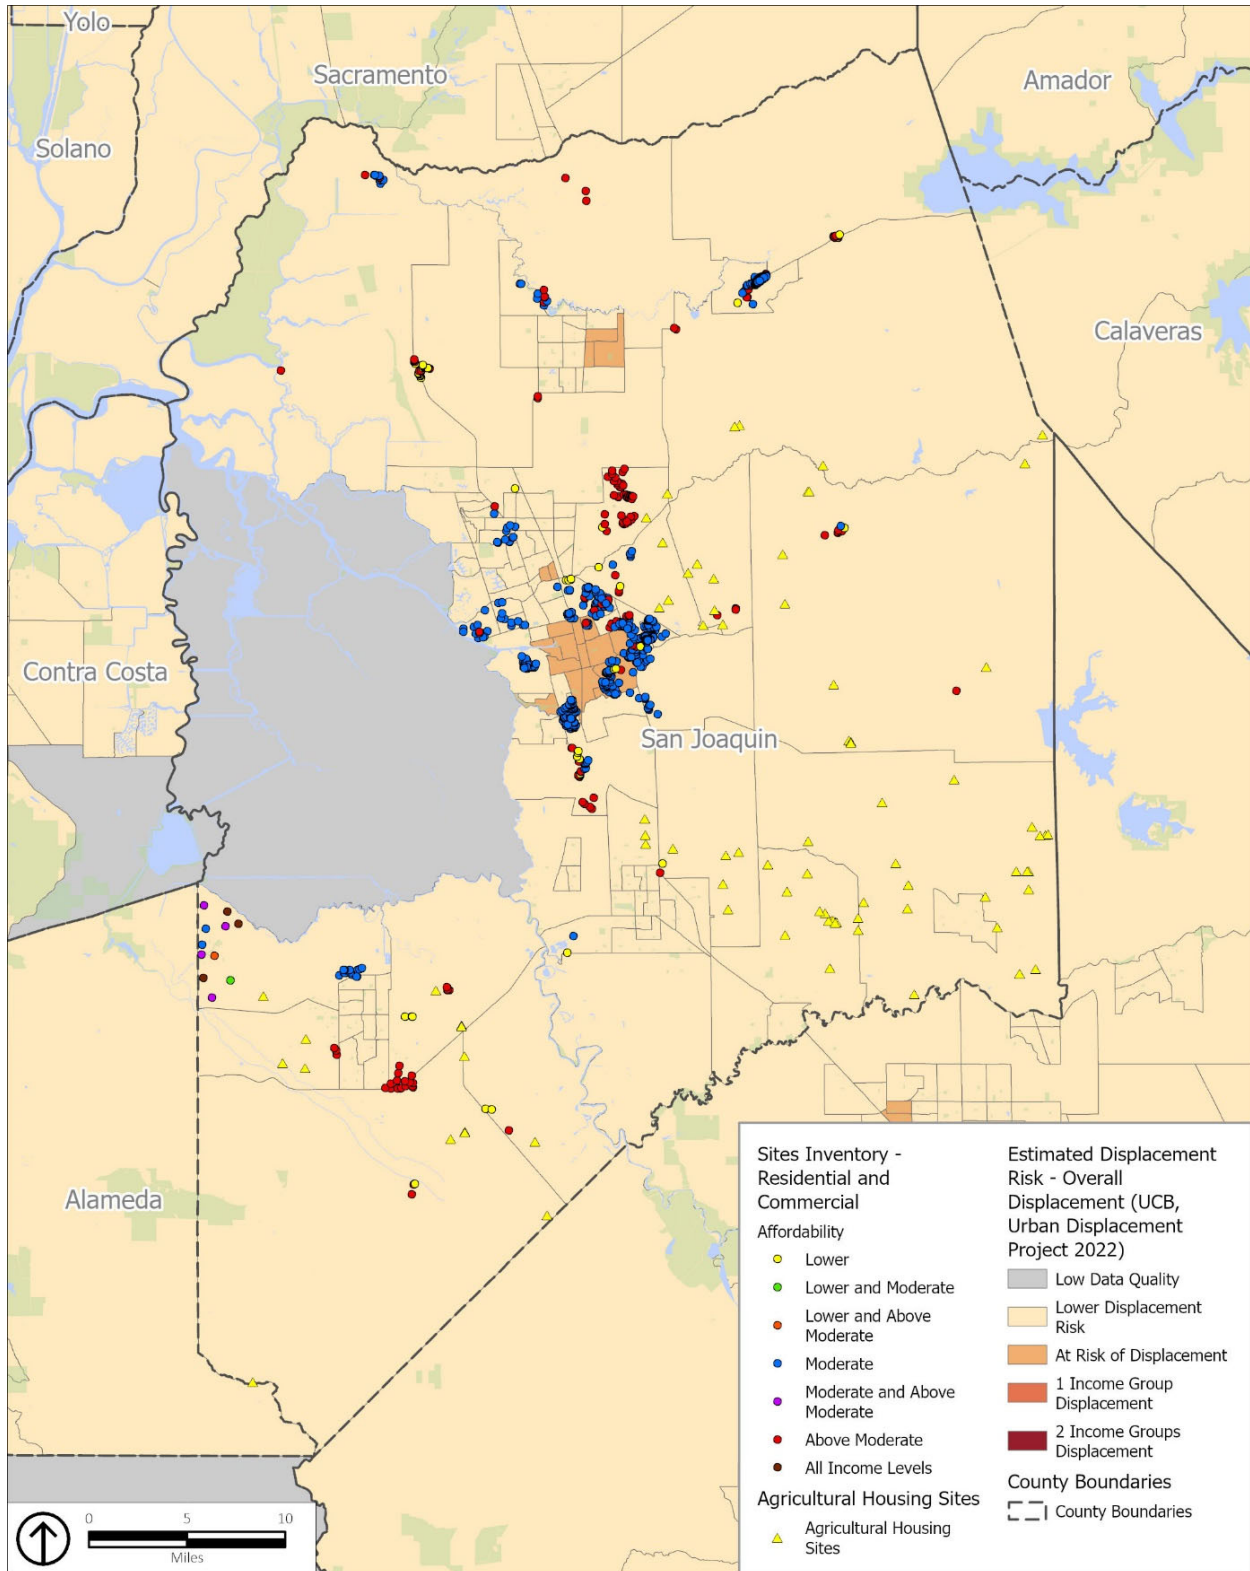 Yolo
Sacramento
Amador
Solano
Calaveras
Contra Costa
San Joaquin
Alameda
Sites Inventory -
Residential and
Commercial
Affordability
Lower
Lower and Moderate
Lower and Above
Moderate
Moderate
Moderate and Above
Moderate
Above Moderate
All Income Levels
Agricultural Housing Sites
Agricultural Housing
Sites
Estimated Displacement
Risk - Overall
Displacement (UCB,
Urban Displacement
Project 2022)
Low Data Quality
Lower Displacement
Risk
At Risk of Displacement
1 Income Group
Displacement
2 Income Groups
Displacement
County Boundaries
County Boundaries
0 5 10
Miles